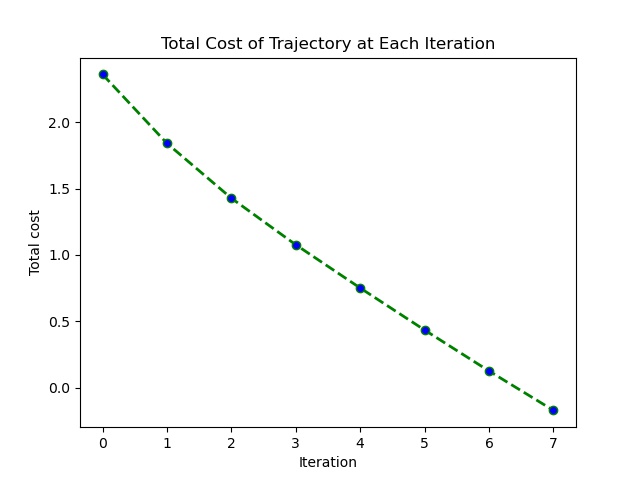 Total Cost of Trajectory at Each Iteration
Total cost
2.0
1.5
1.0
0.5
0.0
0 1 2 3 4 5 6 7
Iteration